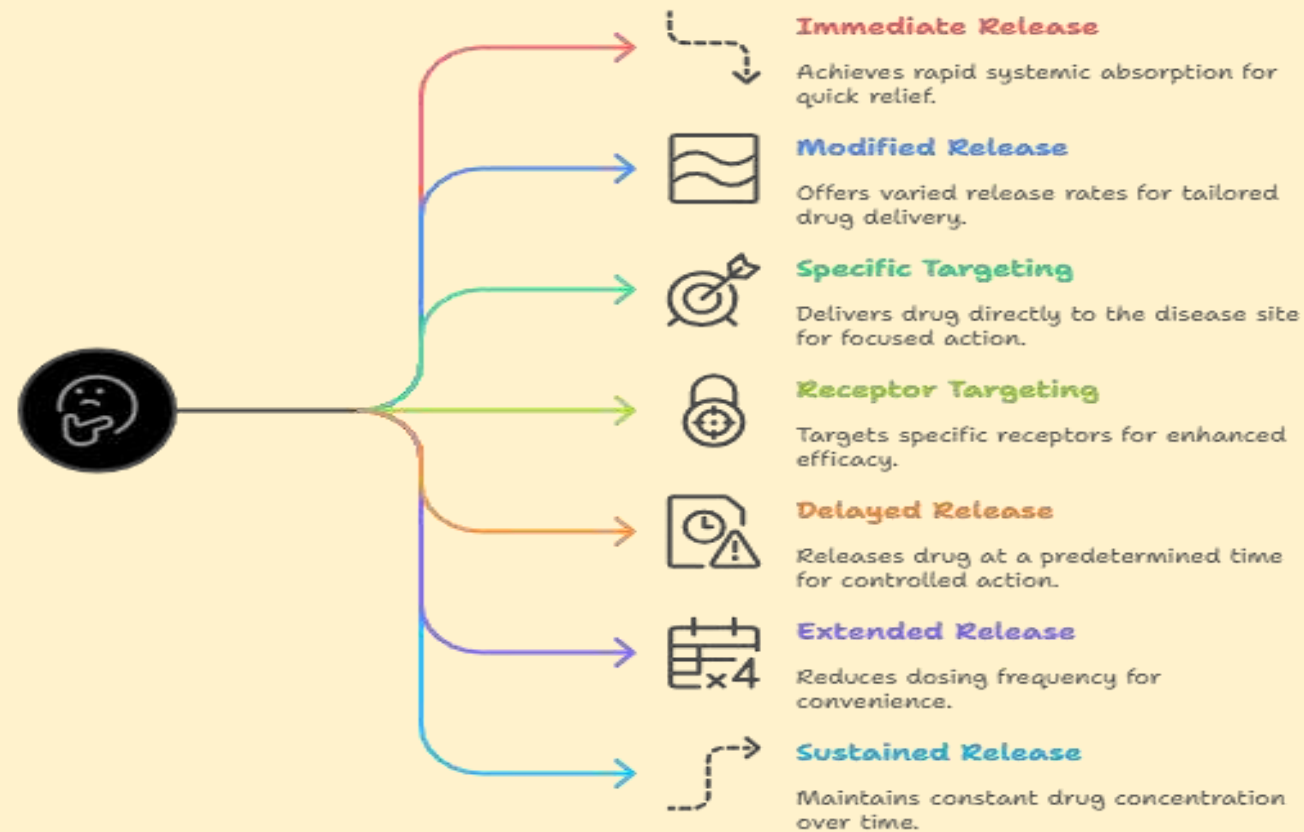 Immediate Release
Achieves rapid systemic absorption for
quick relief.
Modified Release
Offers varied release rates for tailored
drug delivery.
Specific Targeting
Delivers drug directly to the disease site
for focused action.
Receptor Targeting
Targets specific receptors for enhanced
efficacy.
Delayed Release
Releases drug at a predetermined time
for controlled action.
x4
Extended Release
Reduces dosing frequency for
convenience.
Sustained Release
Maintains constant drug concentration
over time.